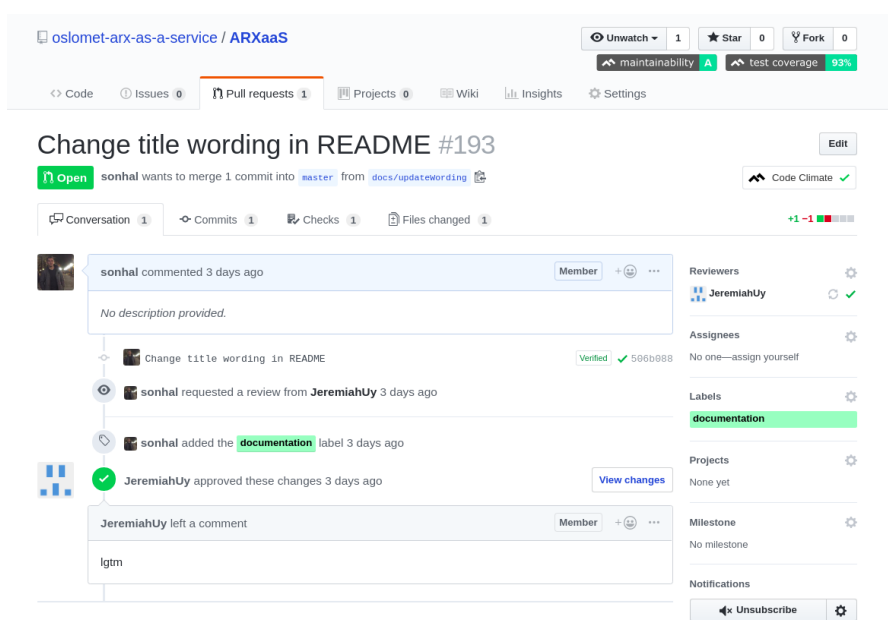 oslomet-arx-as-a-service / ARXaaS
Unwatch 1 Star 0 Fork 0
maintainability A test coverage 93%
Code Issues 0 Pull requests 1 Projects 0 Wiki Insights Settings
Change title wording in README #193
Edit
Open sonhal wants to merge 1 commit into master from docs/updateWording
Code Climate
Conversation 1 Commits 1 Checks 1 Files changed 1
+1 −1
sonhal commented 3 days ago
Member
No description provided.
Change title wording in README
Verified 506b088
sonhal requested a review from JeremiahUy 3 days ago
sonhal added the documentation label 3 days ago
JeremiahUy approved these changes 3 days ago
View changes
JeremiahUy left a comment
Member
lgtm
Reviewers
JeremiahUy
Assignees
No one—assign yourself
Labels
documentation
Projects
None yet
Milestone
No milestone
Notifications
Unsubscribe